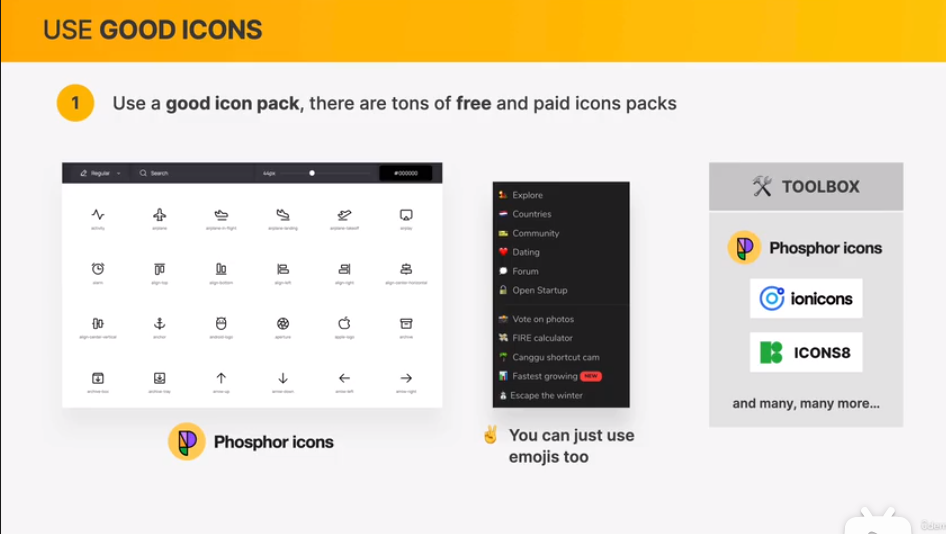 USE GOOD ICONS
1
Use a good icon pack, there are tons of free and paid icons packs
Regular
Search
44px
#000000
activity
airplane
airplane-in-flight
airplane-landing
airplane-takeoff
airplay
alarm
align-top
align-bottom
align-left
align-right
align-center-horizontal
align-center-vertical
anchor
android-logo
aperture
apple-logo
archive
archive-box
archive-tray
arrow-up
arrow-down
arrow-left
arrow-right
Phosphor icons
Explore
Countries
Community
Dating
Forum
Open Startup
Vote on photos
FIRE calculator
Canggu shortcut cam
Fastest growing NEW
Escape the winter
You can just use
emojis too
TOOLBOX
Phosphor icons
ionicons
ICONS8
and many, many more...